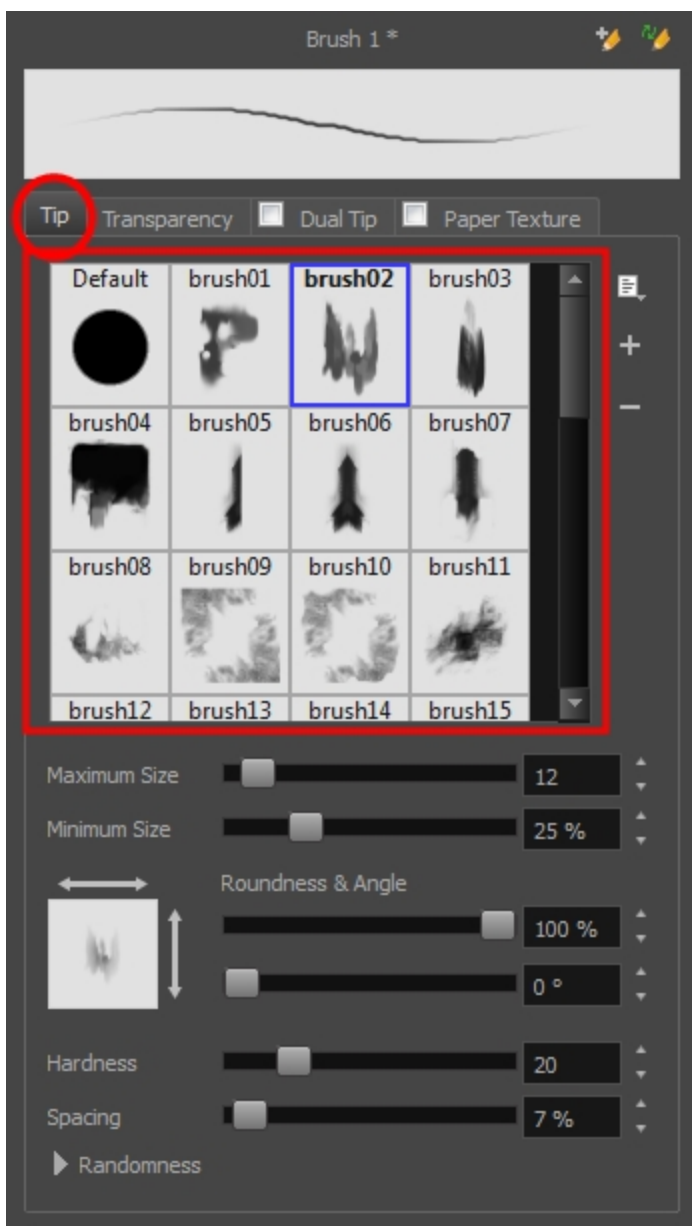 Brush 1 *
Tip Transparency Dual Tip Paper Texture
Default brush01 brush02 brush03
brush04 brush05 brush06 brush07
brush08 brush09 brush10 brush11
brush12 brush13 brush14 brush15
Maximum Size 12
Minimum Size 25 %
Roundness & Angle
100 %
0 °
Hardness 20
Spacing 7 %
Randomness